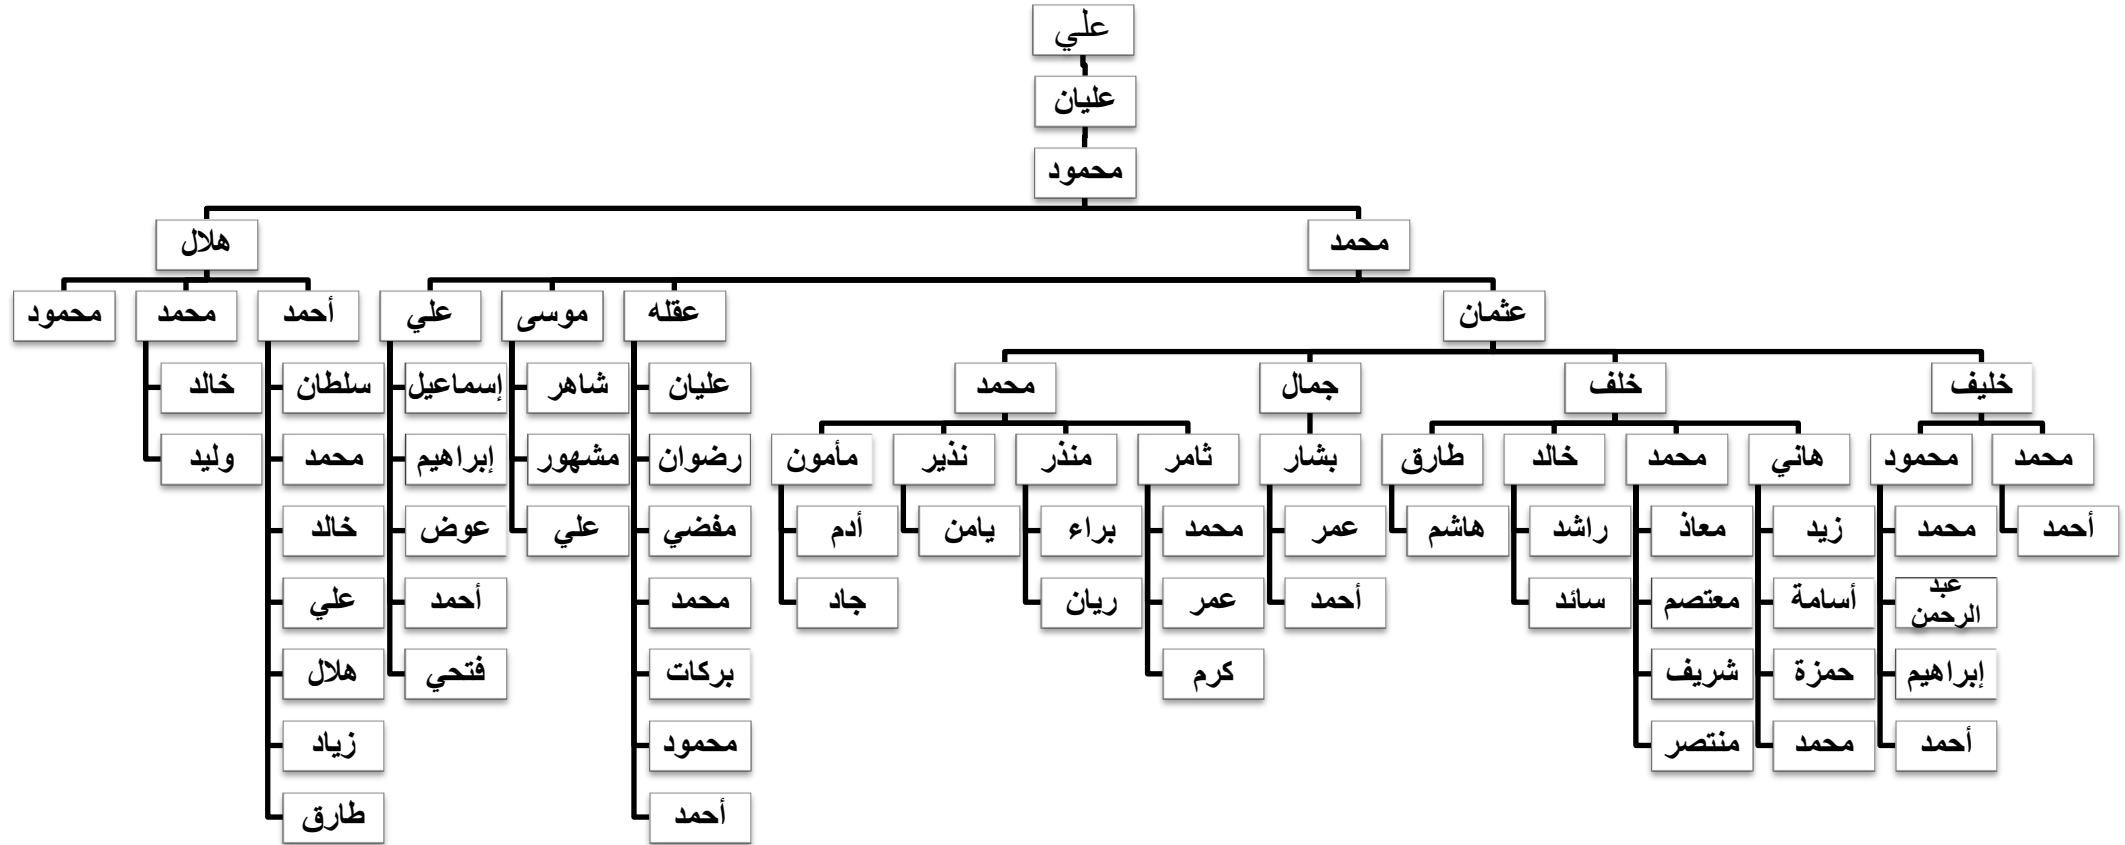 علي
عليان
محمود
محمد
هلال
عثمان
عقله
موسى
علي
أحمد
محمد
محمود
خليف
خلف
جمال
محمد
عليان
شاهر
إسماعيل
سلطان
خالد
محمد
محمود
هاني
محمد
خالد
طارق
بشار
ثامر
منذر
نذير
مأمون
رضوان
مشهور
إبراهيم
محمد
وليد
أحمد
محمد
زيد
معاذ
راشد
هاشم
عمر
محمد
براء
يامن
أدم
مفضي
علي
عوض
خالد
عبد
الرحمن
أسامة
معتصم
سائد
أحمد
عمر
ريان
جاد
محمد
أحمد
علي
إبراهيم
حمزة
شريف
كرم
بركات
فتحي
هلال
أحمد
محمد
منتصر
محمود
زياد
أحمد
طارق